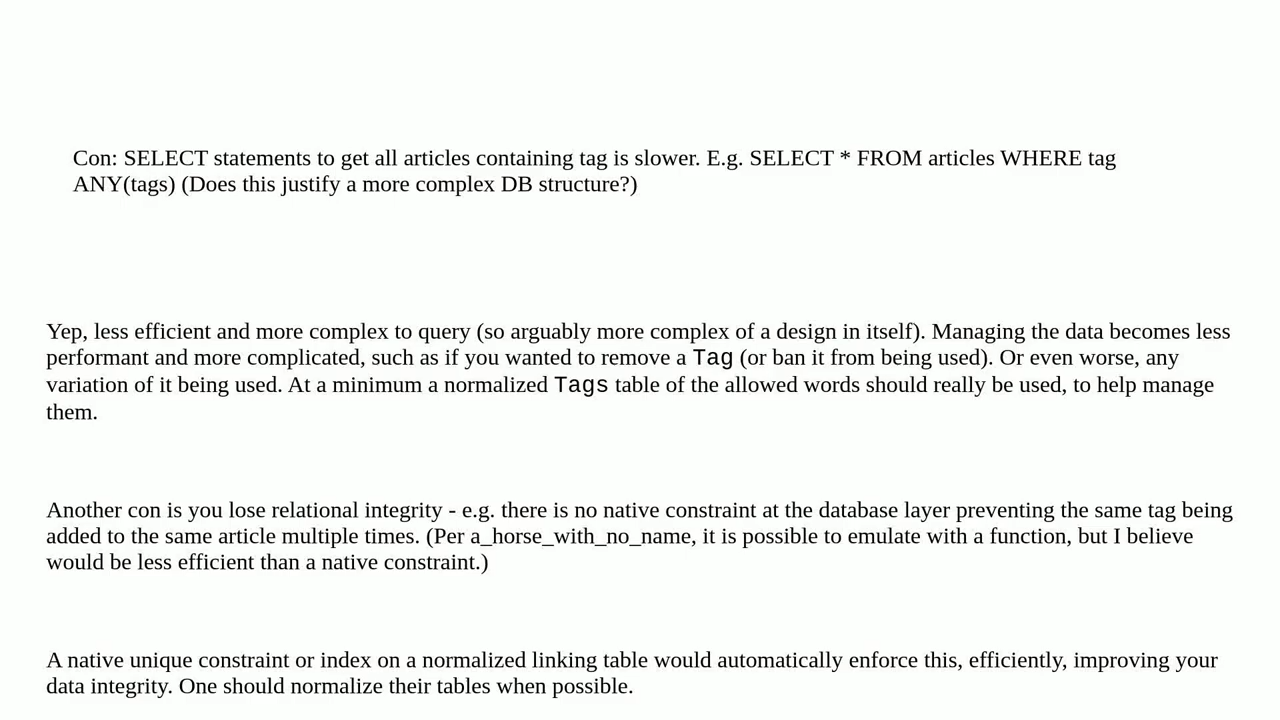 Con: SELECT statements to get all articles containing tag is slower. E.g. SELECT * FROM articles WHERE tag
ANY(tags) (Does this justify a more complex DB structure?)
Yep, less efficient and more complex to query (so arguably more complex of a design in itself). Managing the data becomes less
performant and more complicated, such as if you wanted to remove a Tag (or ban it from being used). Or even worse, any
variation of it being used. At a minimum a normalized Tags table of the allowed words should really be used, to help manage
them.
Another con is you lose relational integrity - e.g. there is no native constraint at the database layer preventing the same tag being
added to the same article multiple times. (Per a_horse_with_no_name, it is possible to emulate with a function, but I believe
would be less efficient than a native constraint.)
A native unique constraint or index on a normalized linking table would automatically enforce this, efficiently, improving your
data integrity. One should normalize their tables when possible.